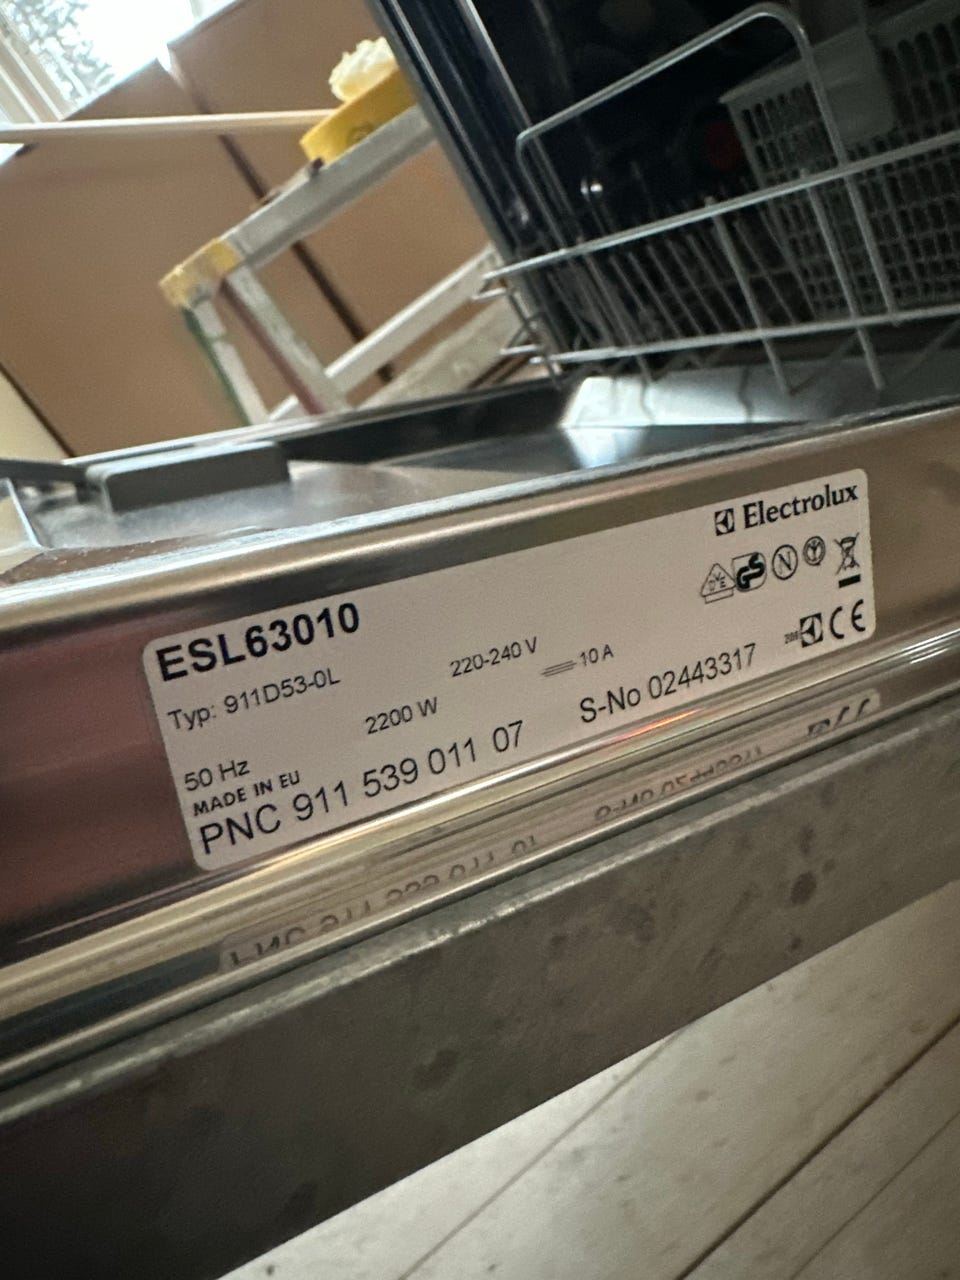 Electrolux
ESL63010
Typ: 911D53-0L
220-240 V
10 A
2200 W
50 Hz
MADE IN EU
PNC 911 539 011 07
S-No 02443317
CE